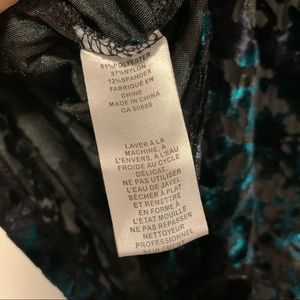 51%POLYESTER
37%NYLON
12%SPANDEX
FABRIQUÉ EN
CHINE
MADE IN CHINA
CA 00655
LAVER À LA
MACHINE, À
L'ENVERS, À L'EAU
FROIDE AU CYCLE
DÉLICAT
NE PAS UTILISER
L'EAU DE JAVEL
SÉCHER À PLAT
ET REMETTRE
EN FORME À
L'ÉTAT MOUILLÉ
NE PAS REPASSER
NETTOYEUR
PROFESSIONNEL
SEULEMENT